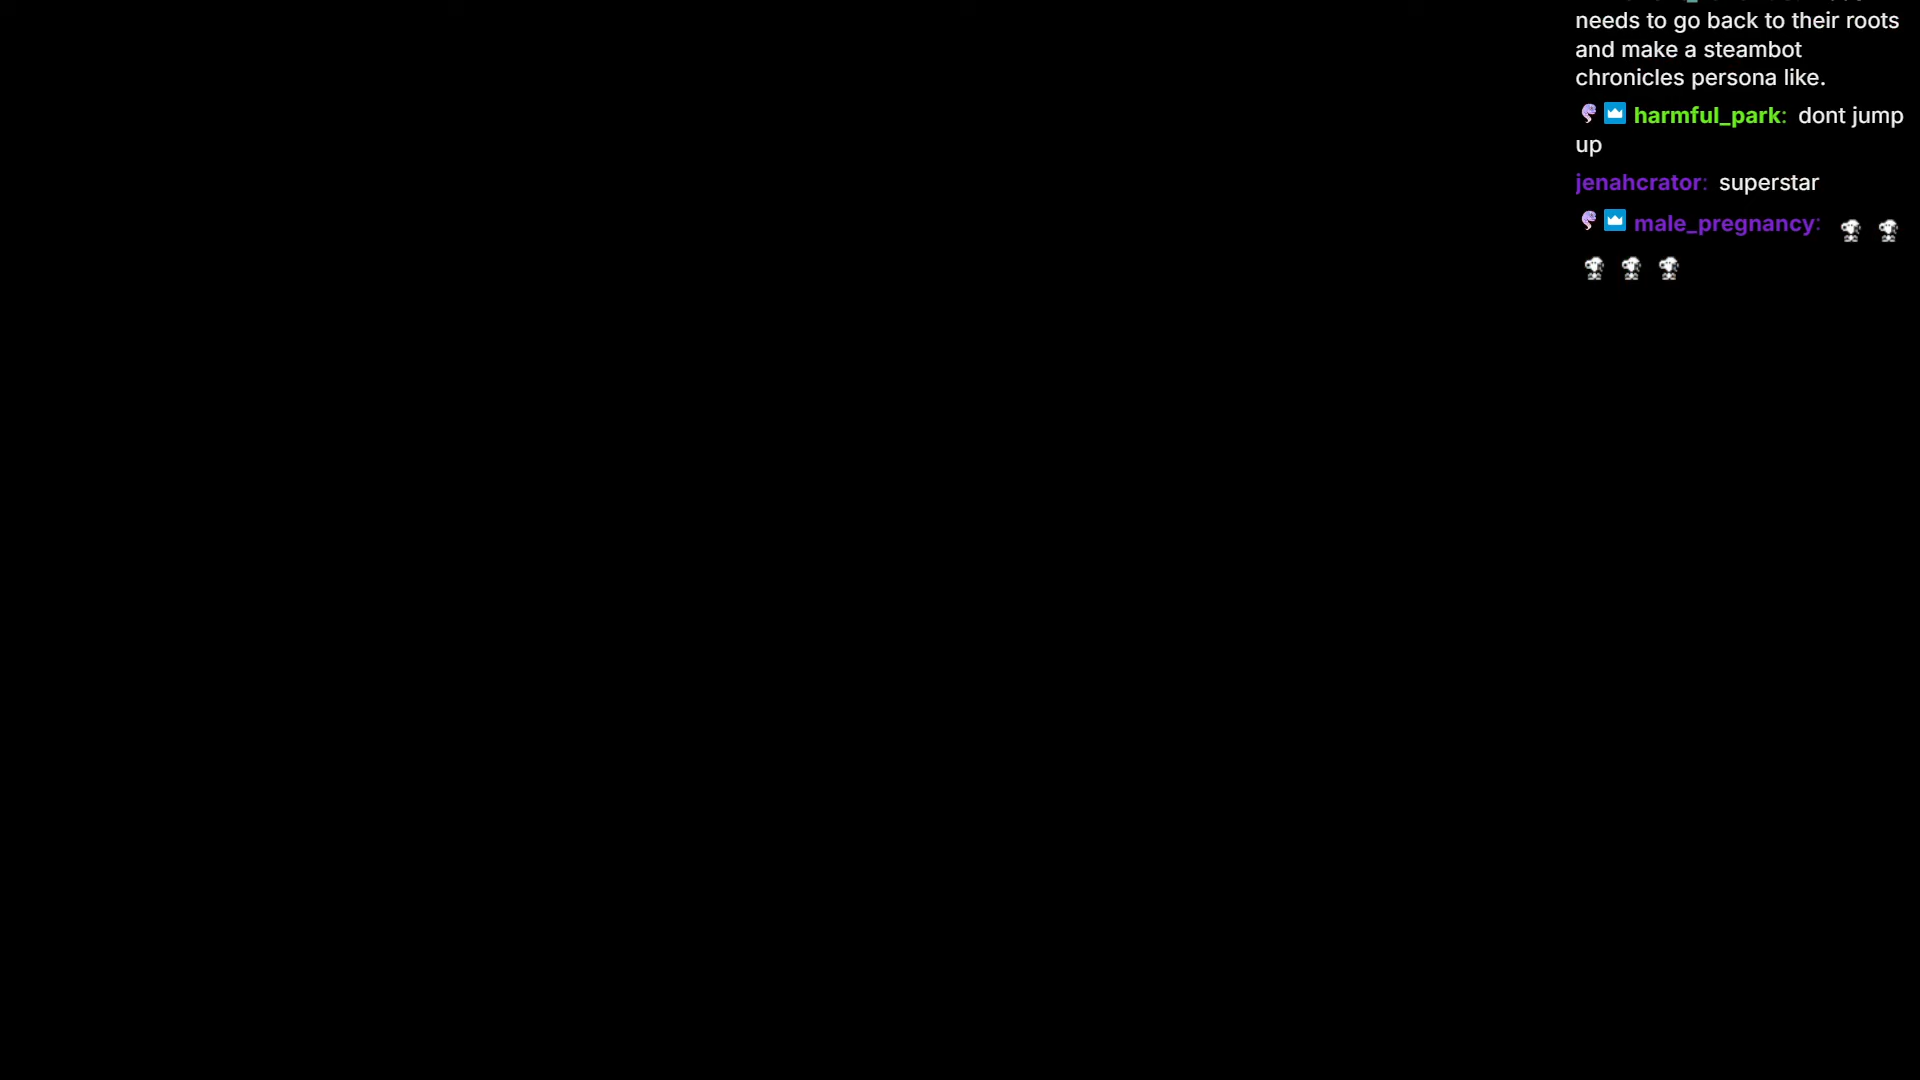 needs to go back to their roots
and make a steambot
chronicles persona like.
harmful_park: dont jump
up
jenahcrator: superstar
male_pregnancy: